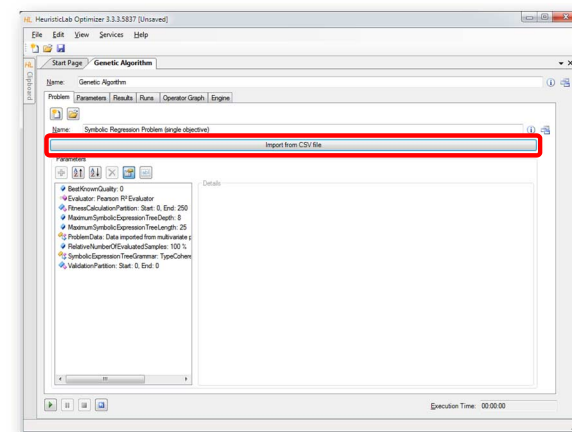 HeuristicLab Optimizer 3.3.3.5837 [Unsaved]
File Edit View Services Help
Start Page Genetic Algorithm
Clipboard
Name: Genetic Algorithm
Problem Parameters Results Runs Operator Graph Engine
Name: Symbolic Regression Problem (single objective)
Import from CSV file
Parameters
Details
BestKnownQuality: 0
Evaluator: Pearson R² Evaluator
FitnessCalculationPartition: Start: 0, End: 250
MaximumSymbolicExpressionTreeDepth: 8
MaximumSymbolicExpressionTreeLength: 25
ProblemData: Data imported from multivariate p
RelativeNumberOfEvaluatedSamples: 100 %
SymbolicExpressionTreeGrammar: TypeCohere
ValidationPartition: Start: 0, End: 0
Execution Time: 00:00:00